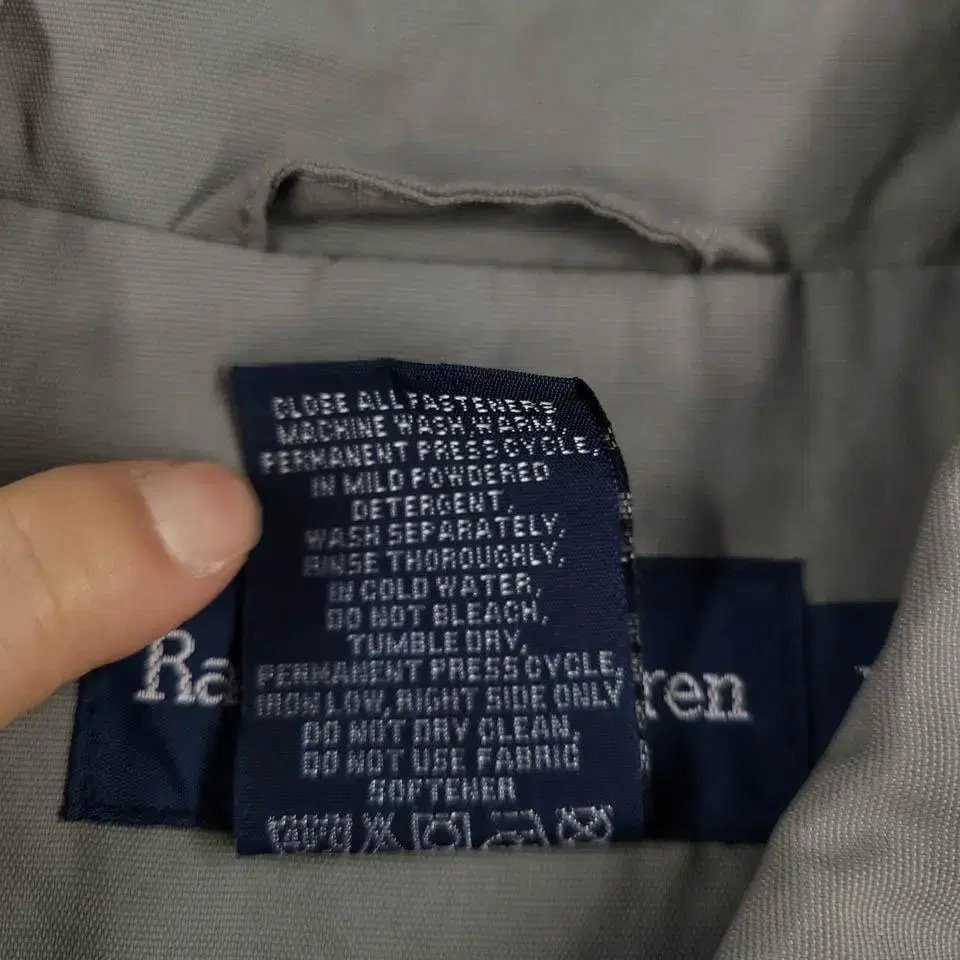 CLOSE ALL FASTENERS
MACHINE WASH WARM,
PERMANENT PRESS CYCLE,
IN MILD POWDERED
DETERGENT,
WASH SEPARATELY,
RINSE THOROUGHLY,
IN COLD WATER,
DO NOT BLEACH,
TUMBLE DRY,
PERMANENT PRESS CYCLE,
IRON LOW, RIGHT SIDE ONLY
DO NOT DRY CLEAN,
DO NOT USE FABRIC
SOFTENER
Ra ren